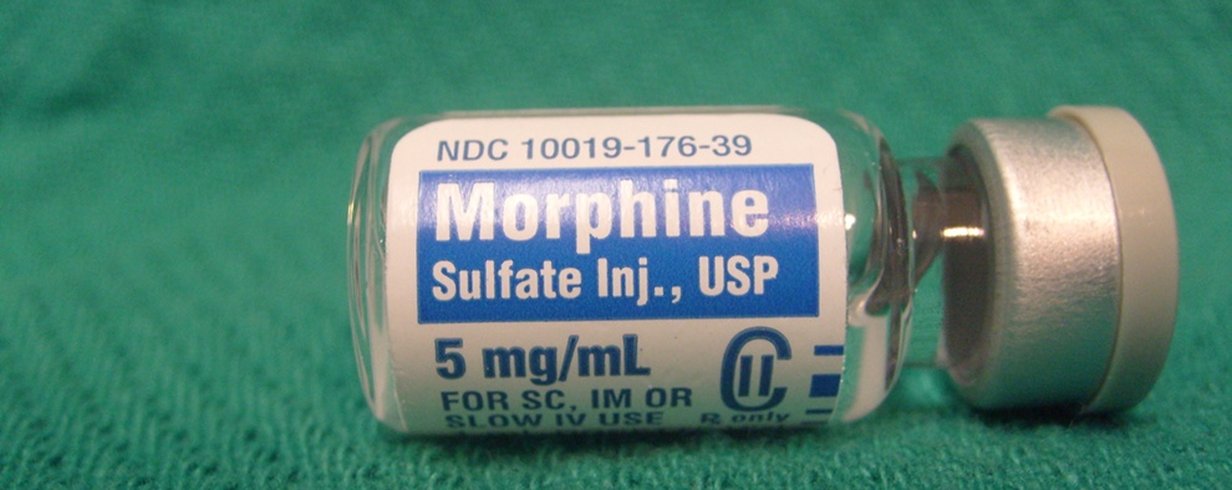 NDC 10019-176-39
Morphine
Sulfate Inj., USP
5 mg/mL
CII
FOR SC, IM OR
SLOW IV USE
Rx only